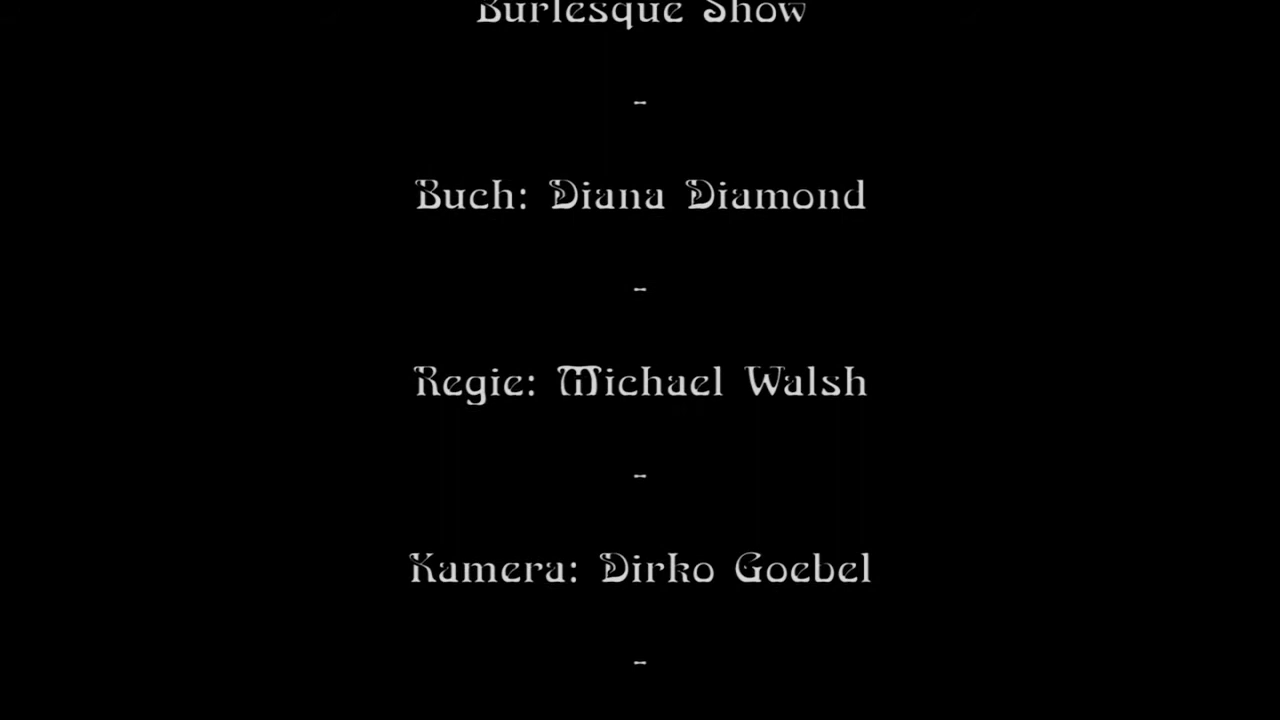 Burlesque Show
-
Buch: Diana Diamond
-
Regie: Michael Walsh
-
Kamera: Dirko Goebel
-